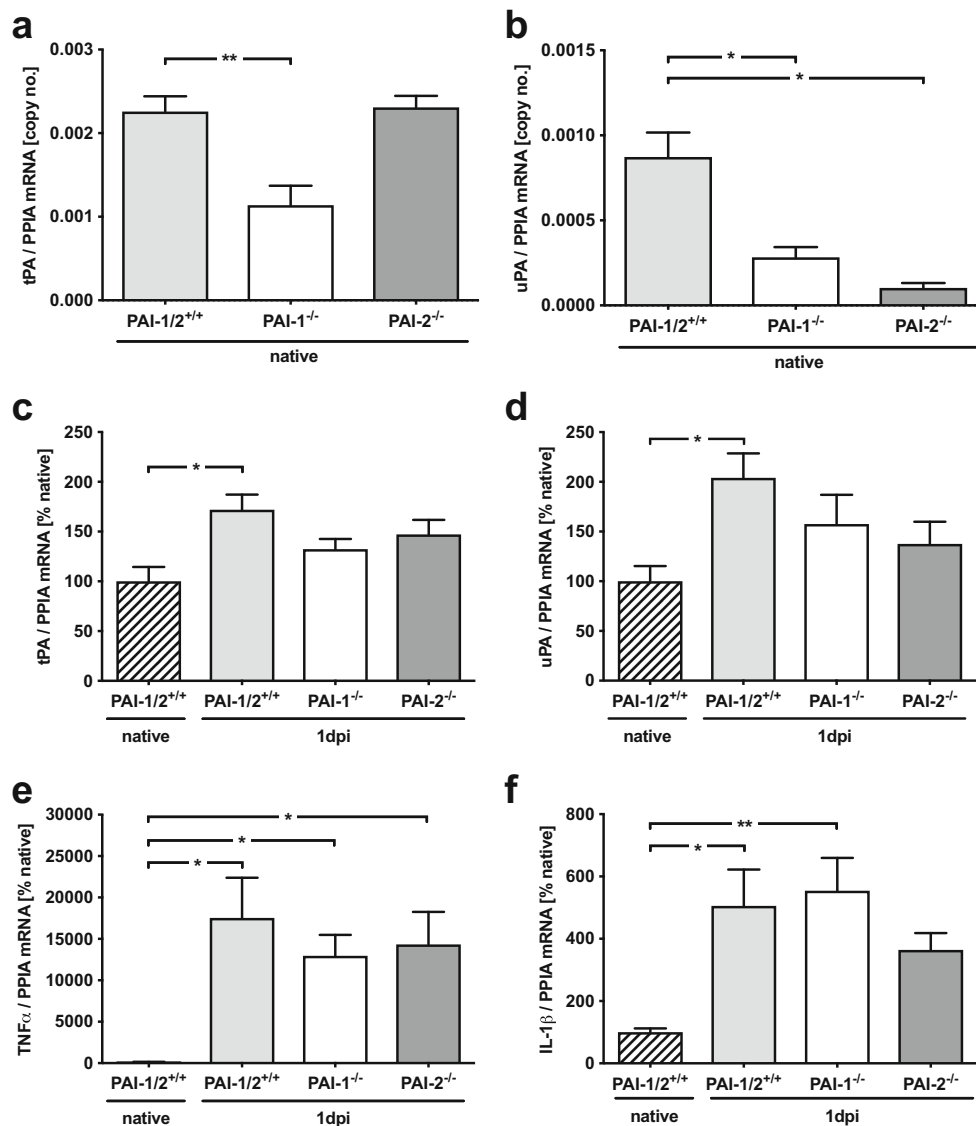 a
tPA / PPIA mRNA [copy no.]
0.003
0.002
0.001
0.000
**
PAI-1/2+/+ PAI-1-/- PAI-2-/-
native
b
uPA / PPIA mRNA [copy no.]
0.0015
0.0010
0.0005
0.0000
*
*
PAI-1/2+/+ PAI-1-/- PAI-2-/-
native
c
tPA / PPIA mRNA [% native]
250
200
150
100
50
0
*
PAI-1/2+/+ PAI-1/2+/+ PAI-1-/- PAI-2-/-
native 1dpi
d
uPA / PPIA mRNA [% native]
250
200
150
100
50
0
*
PAI-1/2+/+ PAI-1/2+/+ PAI-1-/- PAI-2-/-
native 1dpi
e
TNFα / PPIA mRNA [% native]
30000
25000
20000
15000
10000
5000
0
*
*
*
PAI-1/2+/+ PAI-1/2+/+ PAI-1-/- PAI-2-/-
native 1dpi
f
IL-1β / PPIA mRNA [% native]
800
600
400
200
0
**
*
PAI-1/2+/+ PAI-1/2+/+ PAI-1-/- PAI-2-/-
native 1dpi